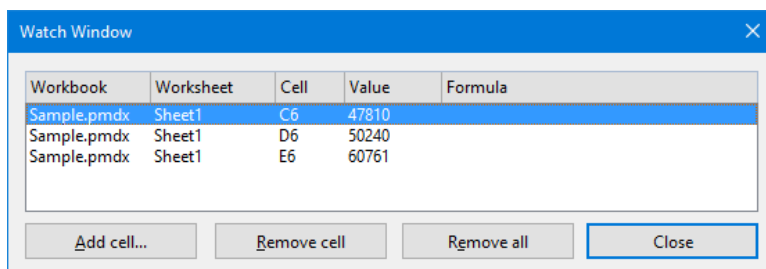 Watch Window
Workbook Worksheet Cell Value Formula
Sample.pmdx Sheet1 C6 47810
Sample.pmdx Sheet1 D6 50240
Sample.pmdx Sheet1 E6 60761
Add cell... Remove cell Remove all Close